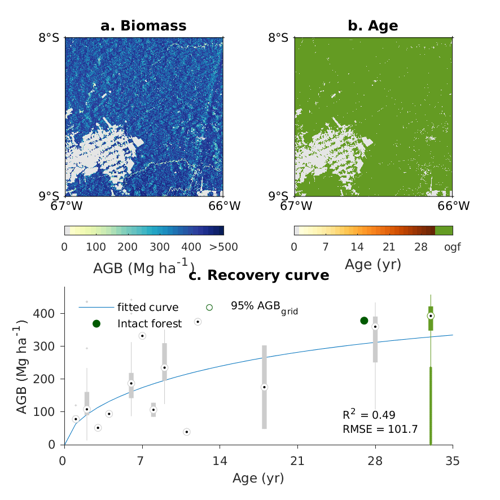 a. Biomass
b. Age
8°S
8°S
9°S
9°S
67°W
66°W
67°W
66°W
0 100 200 300 400 >500
0 7 14 21 28 ogf
AGB (Mg ha⁻¹)
Age (yr)
c. Recovery curve
fitted curve
95% AGB_grid
Intact forest
400
300
200
100
0
AGB (Mg ha⁻¹)
R² = 0.49
RMSE = 101.7
0 7 14 21 28 35
Age (yr)